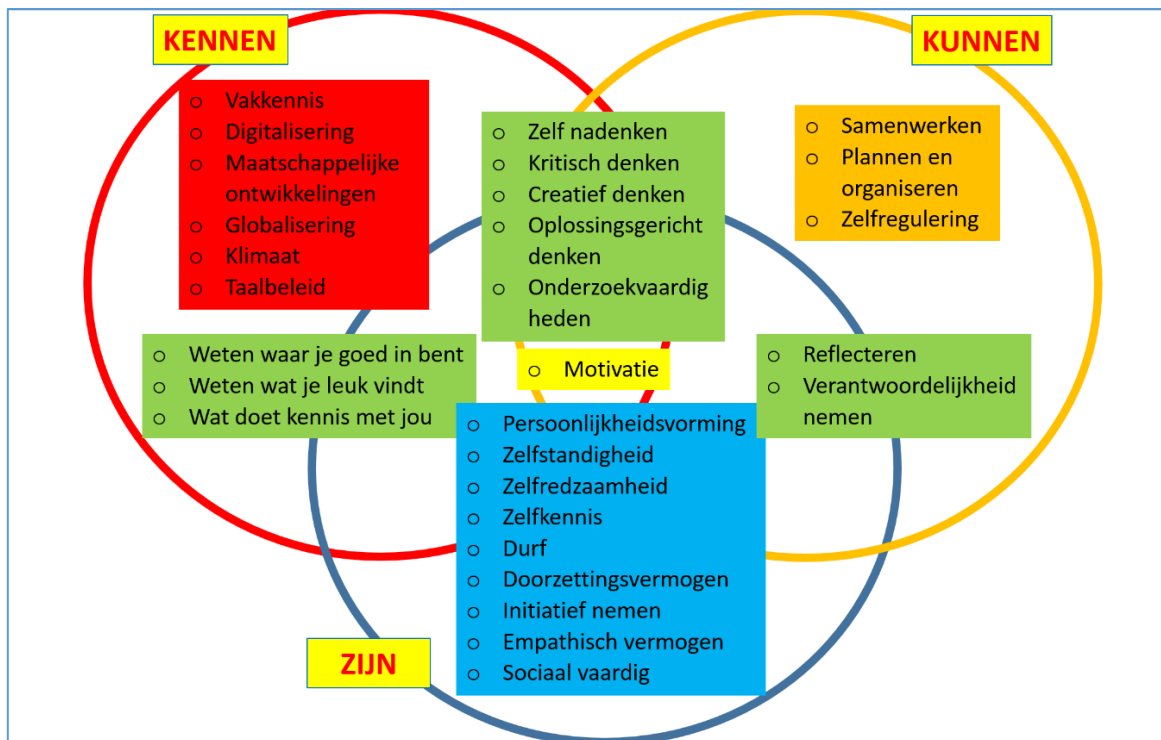 KENNEN
KUNNEN
o Vakkennis
o Digitalisering
o Maatschappelijke
ontwikkelingen
o Globalisering
o Klimaat
o Taalbeleid
o Zelf nadenken
o Kritisch denken
o Creatief denken
o Oplossingsgericht
denken
o Onderzoekvaardig
heden
o Samenwerken
o Plannen en
organiseren
o Zelfregulering
o Weten waar je goed in bent
o Weten wat je leuk vindt
o Wat doet kennis met jou
o Motivatie
o Reflecteren
o Verantwoordelijkheid
nemen
o Persoonlijkheidsvorming
o Zelfstandigheid
o Zelfredzaamheid
o Zelfkennis
o Durf
o Doorzettingsvermogen
o Initiatief nemen
o Empathisch vermogen
o Sociaal vaardig
ZIJN